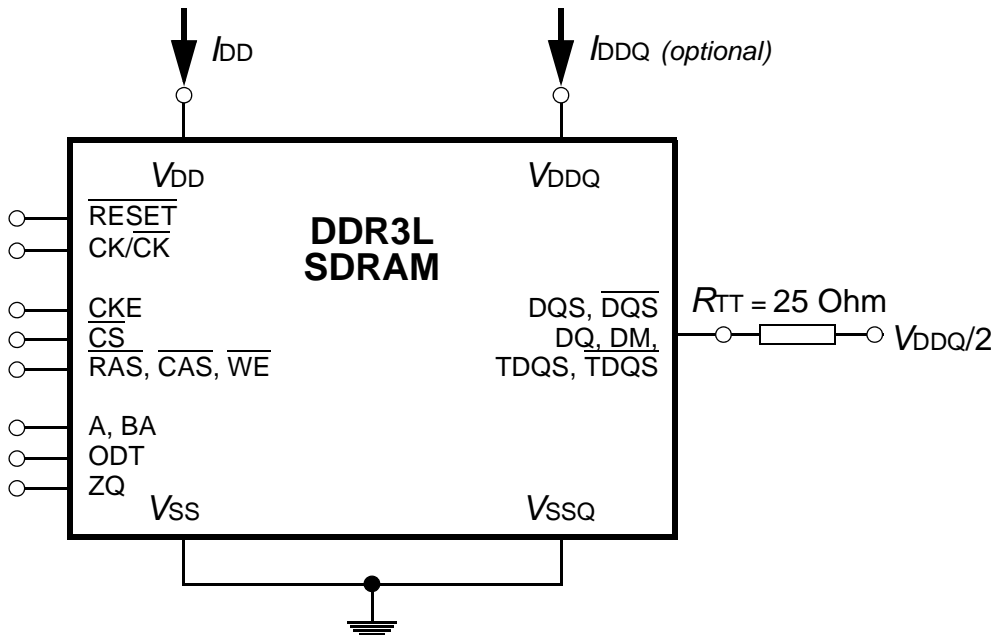 IDD
IDDQ (optional)
VDD
VDDQ
RESET
CK/CK
DDR3L
SDRAM
CKE
CS
RAS, CAS, WE
DQS, DQS
DQ, DM,
TDQS, TDQS
RTT = 25 Ohm
VDDQ/2
A, BA
ODT
ZQ
VSS
VSSQ